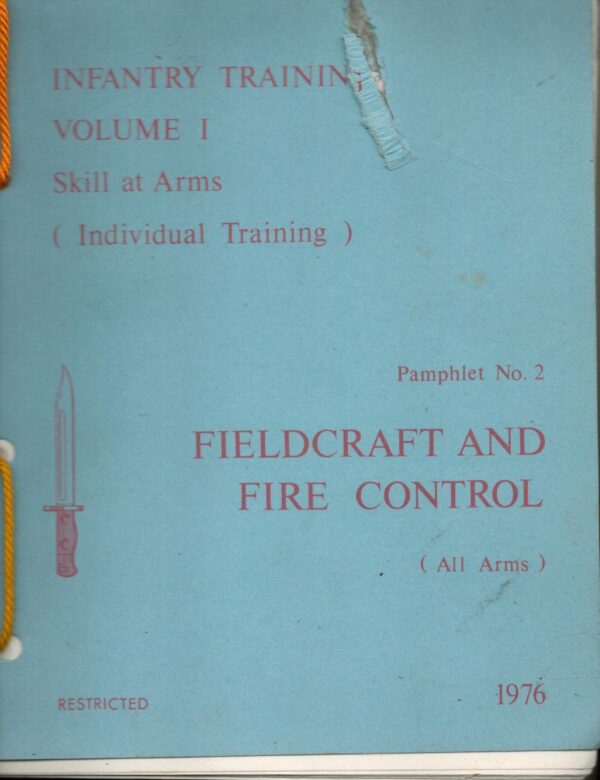 INFANTRY TRAINING
VOLUME I
Skill at Arms
( Individual Training )
Pamphlet No. 2
FIELDCRAFT AND
FIRE CONTROL
( All Arms )
RESTRICTED
1976